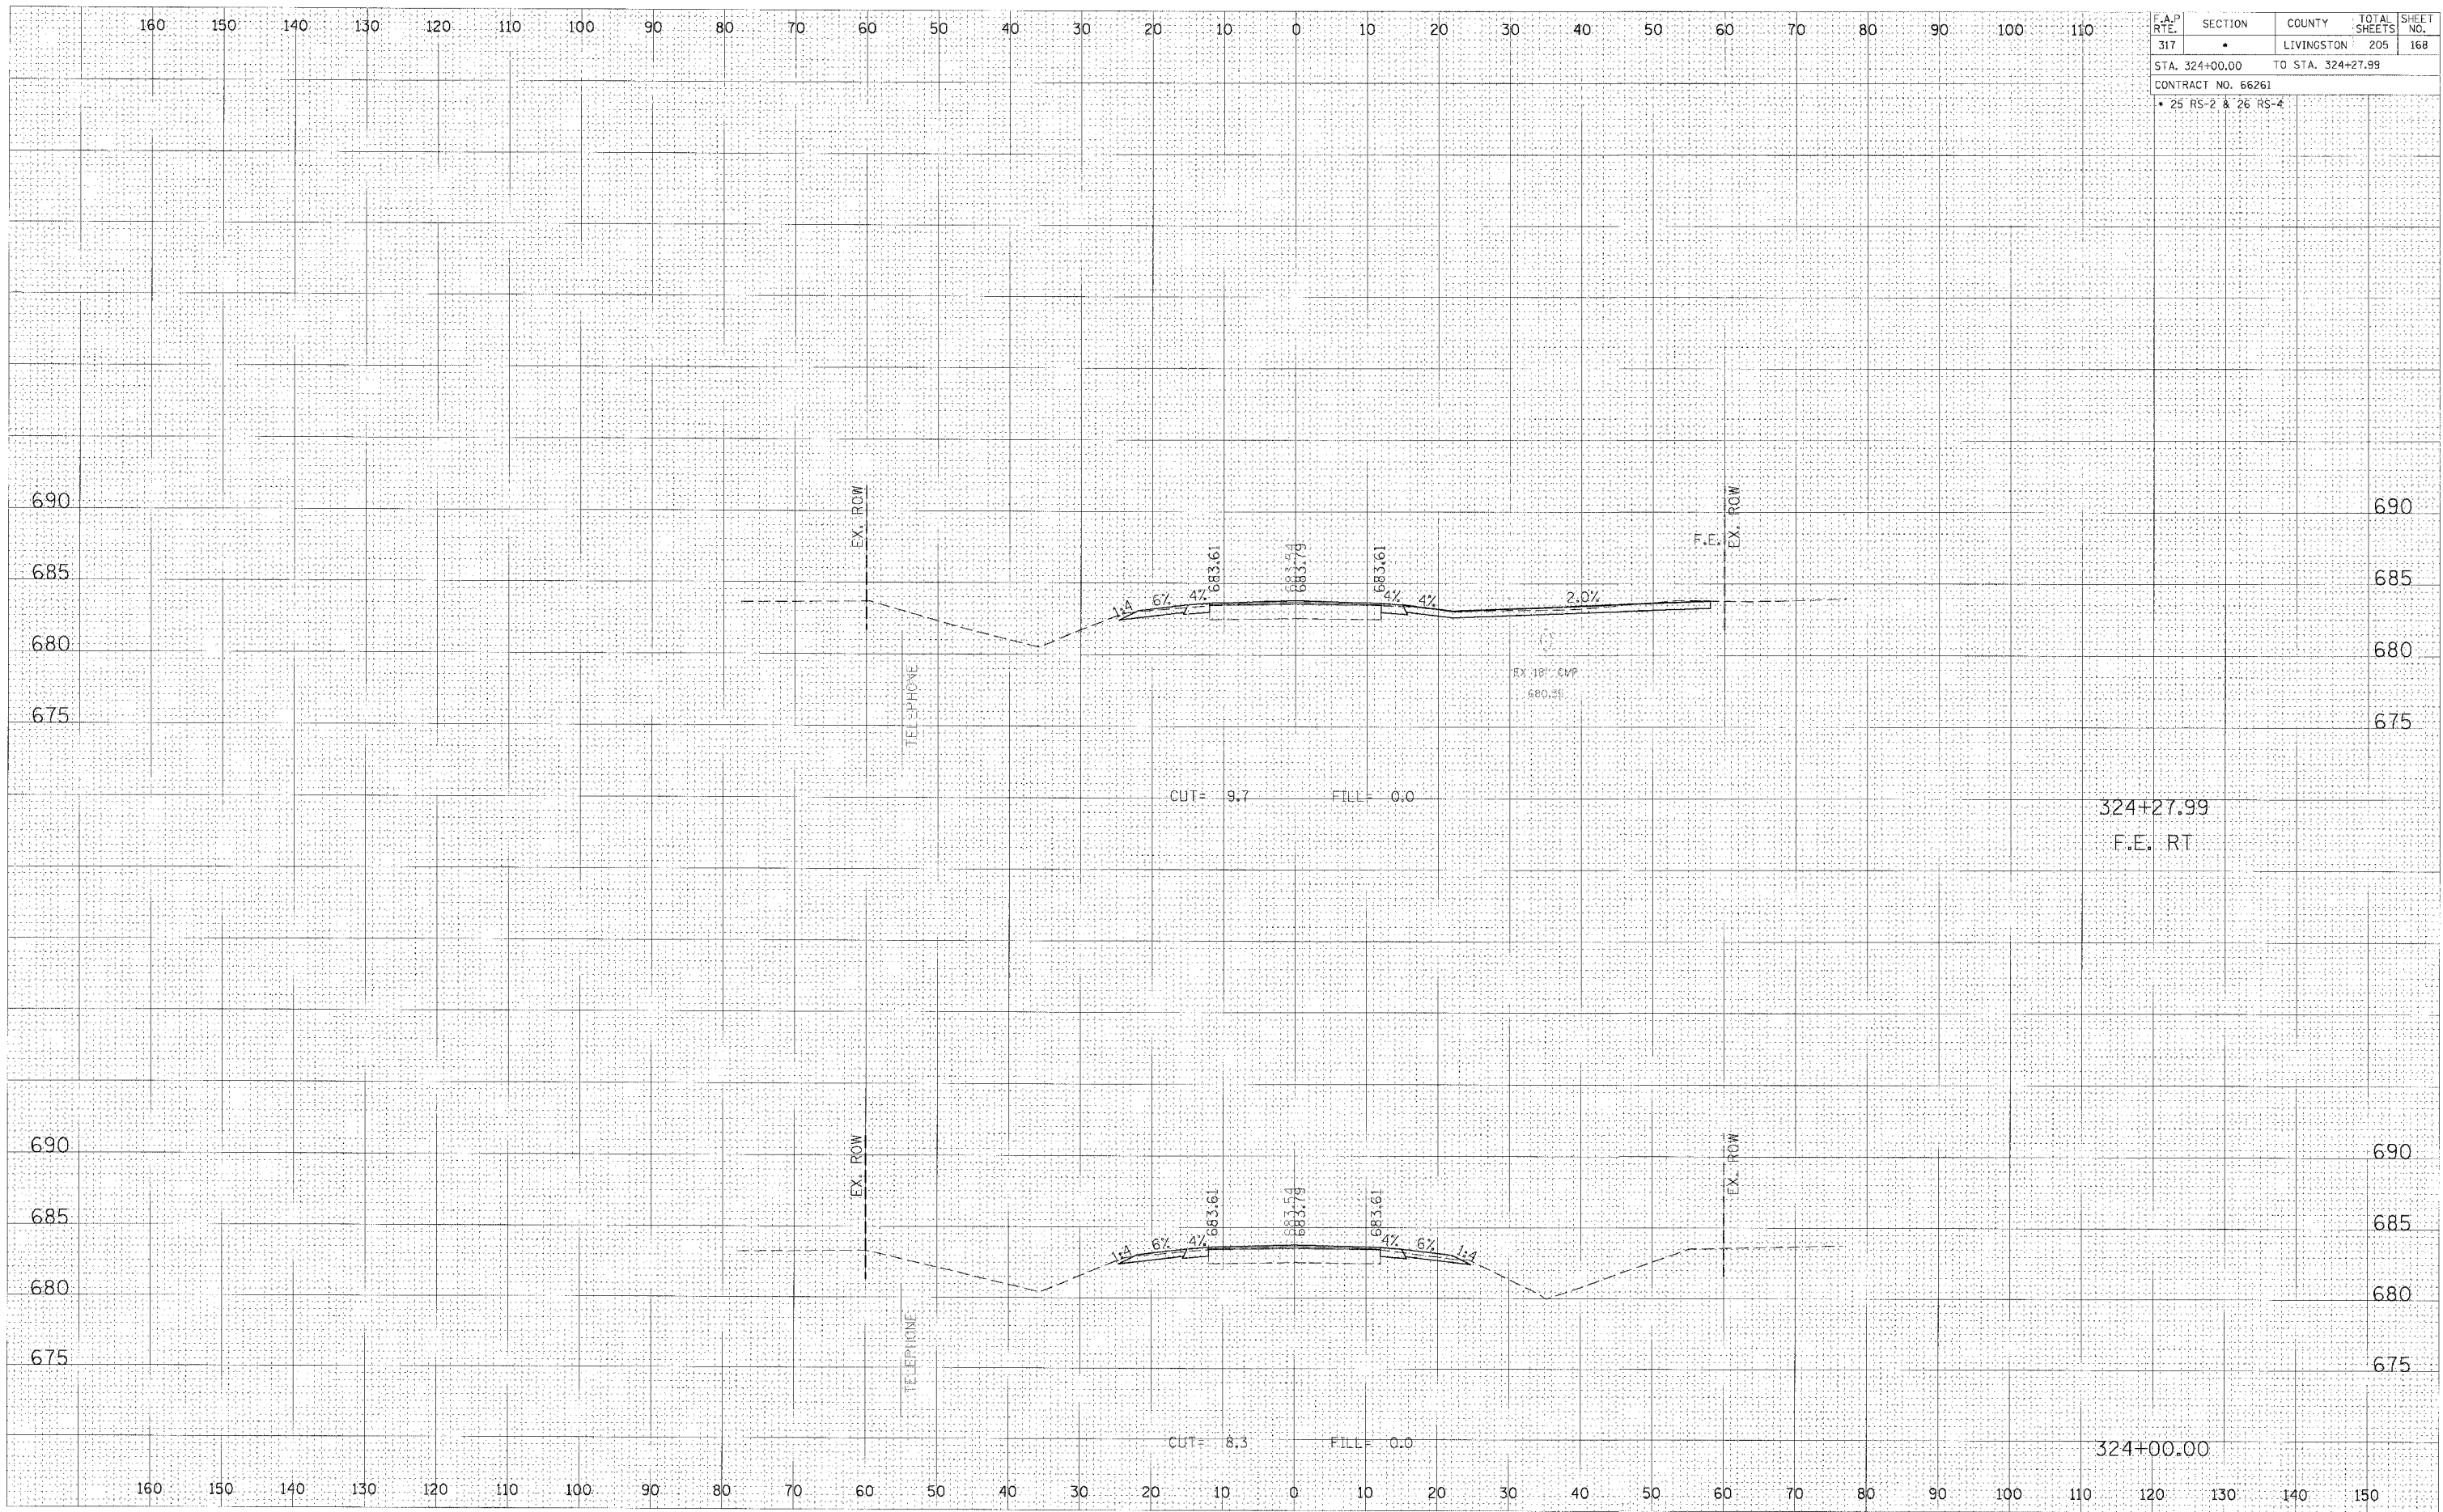 160 150 140 130 120 110 100 90 80 70 60 50 40 30 20 10 0 10 20 30 40 50 60 70 80 90 100 110
F.A.P RTE. SECTION COUNTY TOTAL SHEETS SHEET NO.
317 • LIVINGSTON 205 168
STA. 324+00.00 TO STA. 324+27.99
CONTRACT NO. 66261
• 25 RS-2 & 26 RS-4
690 690
EX. ROW
F.E.
EX. ROW
685 685
683.61
683.54
683.79
683.61
1:4 6% 4% 4% 4% 2.0%
680 680
EX 18" CMP
TELEPHONE
675 675
CUT= 9.7 FILL= 0.0
324+27.99
F.E. RT
690 690
EX. ROW
EX. ROW
685 685
683.61
683.54
683.79
683.61
1:4 6% 4% 4% 6% 1:4
680 680
TELEPHONE
675 675
CUT= 8.3 FILL= 0.0
324+00.00
160 150 140 130 120 110 100 90 80 70 60 50 40 30 20 10 0 10 20 30 40 50 60 70 80 90 100 110 120 130 140 150